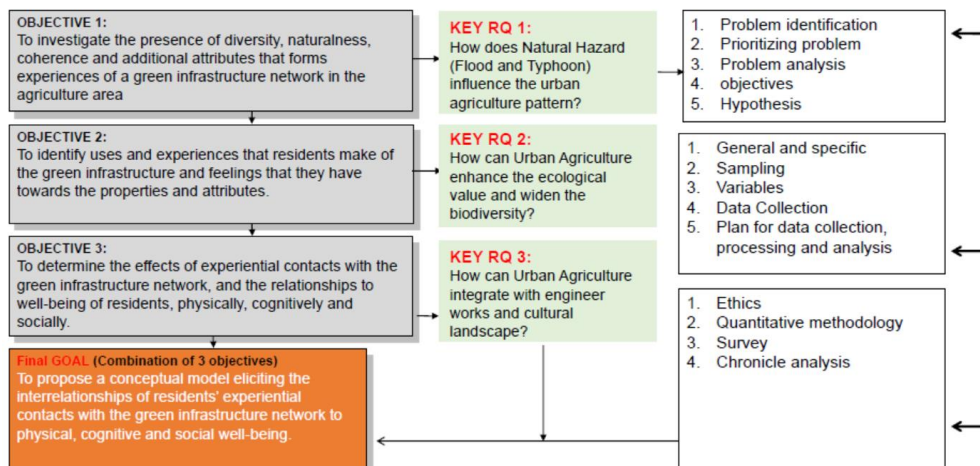 OBJECTIVE 1:
To investigate the presence of diversity, naturalness,
coherence and additional attributes that forms
experiences of a green infrastructure network in the
agriculture area
KEY RQ 1:
How does Natural Hazard
(Flood and Typhoon)
influence the urban
agriculture pattern?
1. Problem identification
2. Prioritizing problem
3. Problem analysis
4. objectives
5. Hypothesis
OBJECTIVE 2:
To identify uses and experiences that residents make of
the green infrastructure and feelings that they have
towards the properties and attributes.
KEY RQ 2:
How can Urban Agriculture
enhance the ecological
value and widen the
biodiversity?
1. General and specific
2. Sampling
3. Variables
4. Data Collection
5. Plan for data collection,
processing and analysis
OBJECTIVE 3:
To determine the effects of experiential contacts with the
green infrastructure network, and the relationships to
well-being of residents, physically, cognitively and
socially.
KEY RQ 3:
How can Urban Agriculture
integrate with engineer
works and cultural
landscape?
1. Ethics
2. Quantitative methodology
3. Survey
4. Chronicle analysis
Final GOAL (Combination of 3 objectives)
To propose a conceptual model eliciting the
interrelationships of residents' experiential
contacts with the green infrastructure network to
physical, cognitive and social well-being.